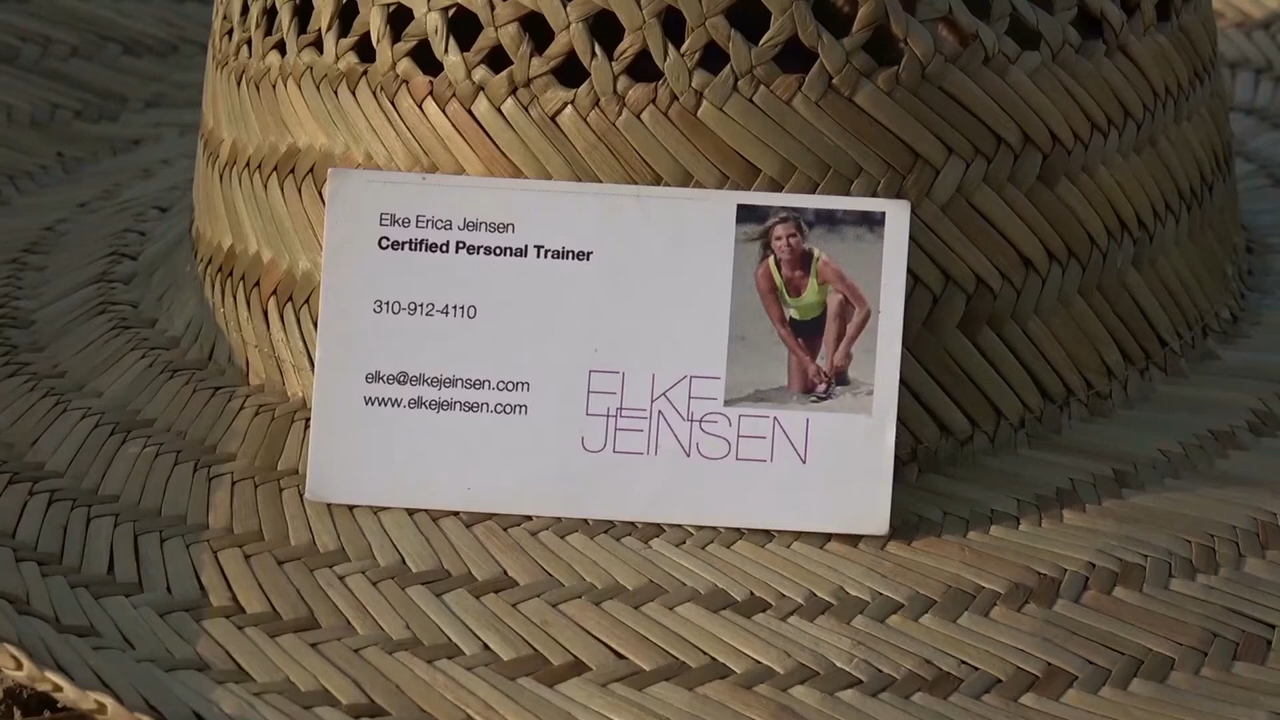 Elke Erica Jeinsen
Certified Personal Trainer
310-912-4110
elke@elkejeinsen.com
www.elkejeinsen.com
ELKE
JEINSEN